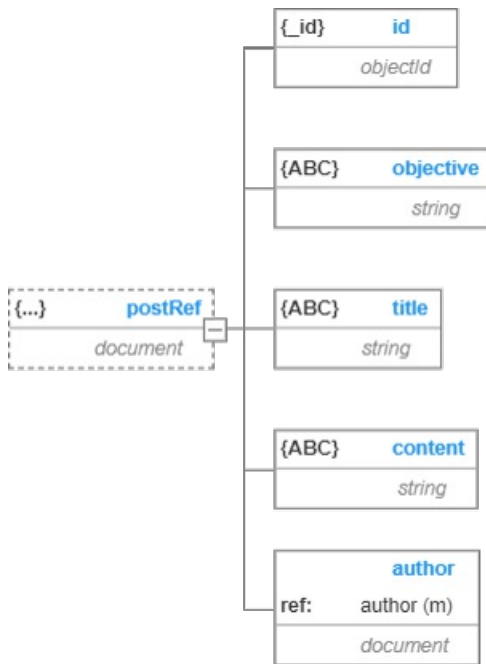 {_id} id
objectId
{ABC} objective
string
{...} postRef
document
{ABC} title
string
{ABC} content
string
author
ref: author (m)
document